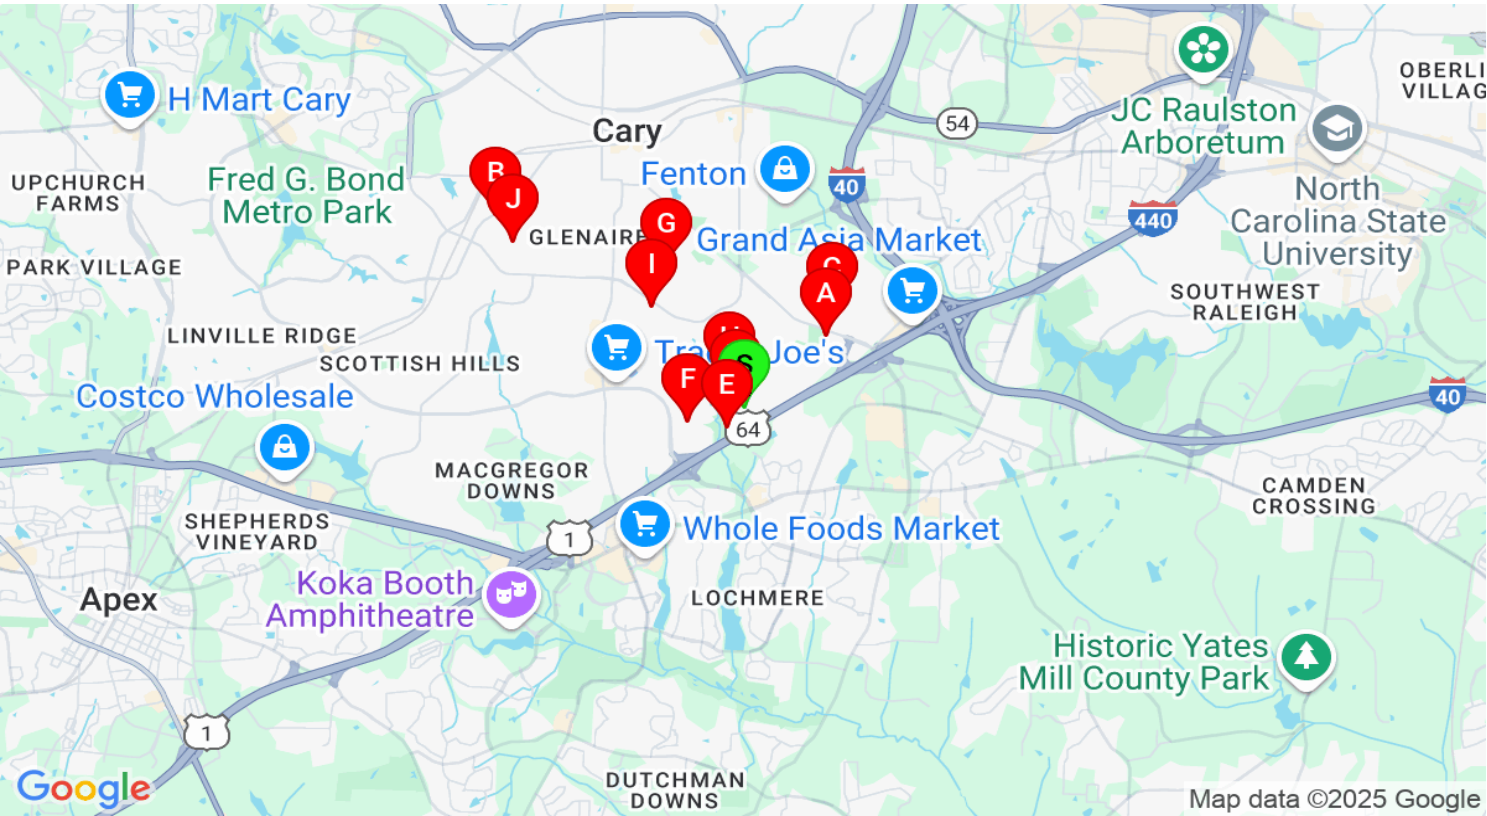 OBERLI
VILLAG
H Mart Cary
JC Raulston
Arboretum
54
Cary
Fenton
40
Fred G. Bond
Metro Park
UPCHURCH
FARMS
B
J
North
Carolina State
University
440
G
GLENAIRE
Grand Asia Market
PARK VILLAGE
I
A
SOUTHWEST
RALEIGH
LINVILLE RIDGE
SCOTTISH HILLS
Joe's
S
F
E
Costco Wholesale
40
64
MACGREGOR
DOWNS
CAMDEN
CROSSING
SHEPHERDS
VINEYARD
1
Whole Foods Market
Koka Booth
Amphitheatre
Apex
LOCHMERE
Historic Yates
Mill County Park
1
Google
DUTCHMAN
DOWNS
Map data ©2025 Google